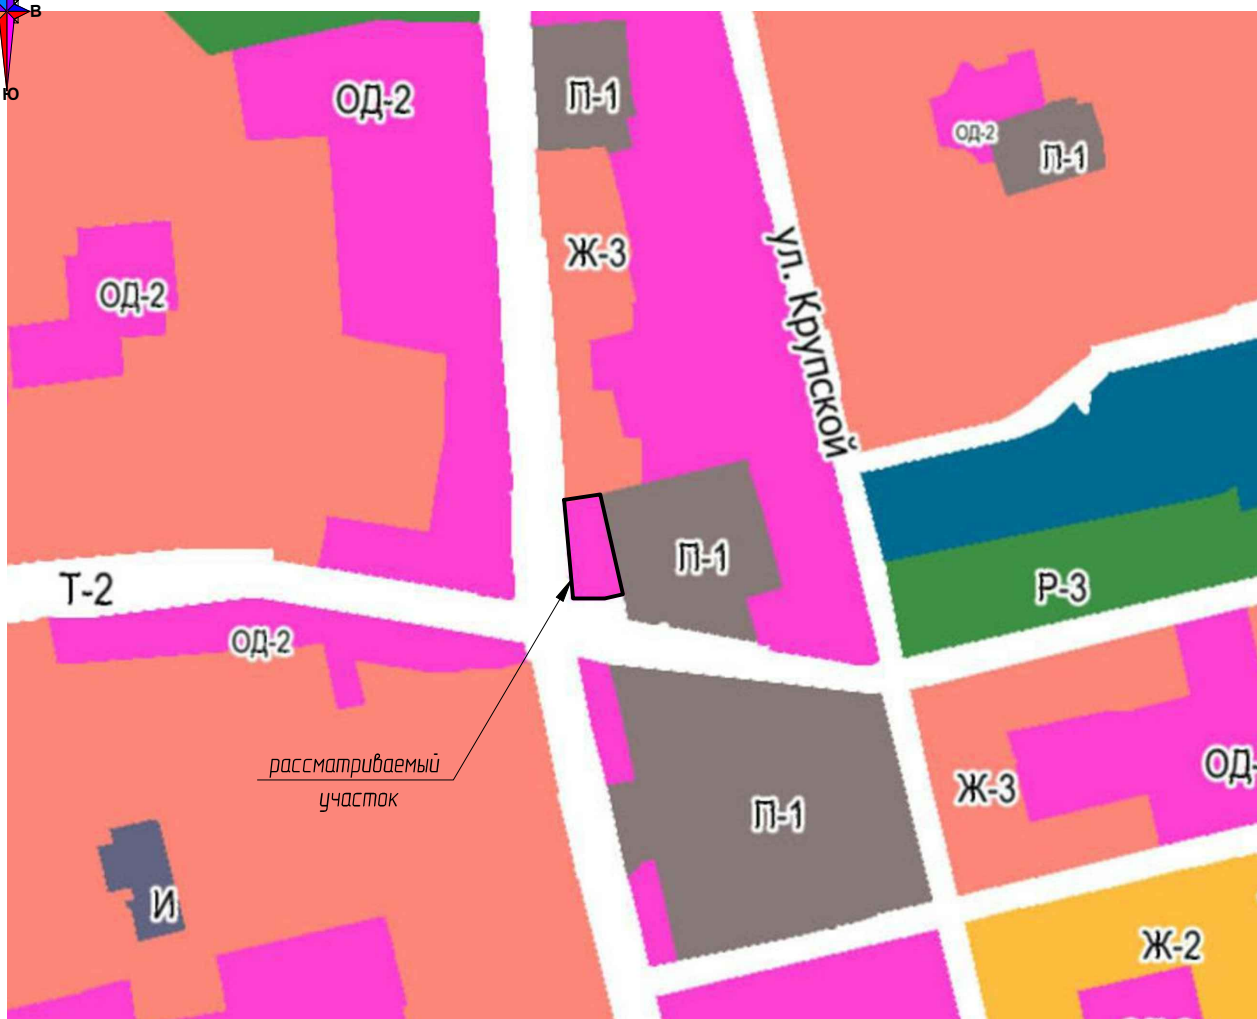 В
Ю
ОД-2
П-1
ОД-2
П-1
Ж-3
ул. Крупской
ОД-2
П-1
Т-2
Р-3
ОД-2
рассматриваемый
участок
ОД-
Ж-3
П-1
И
Ж-2